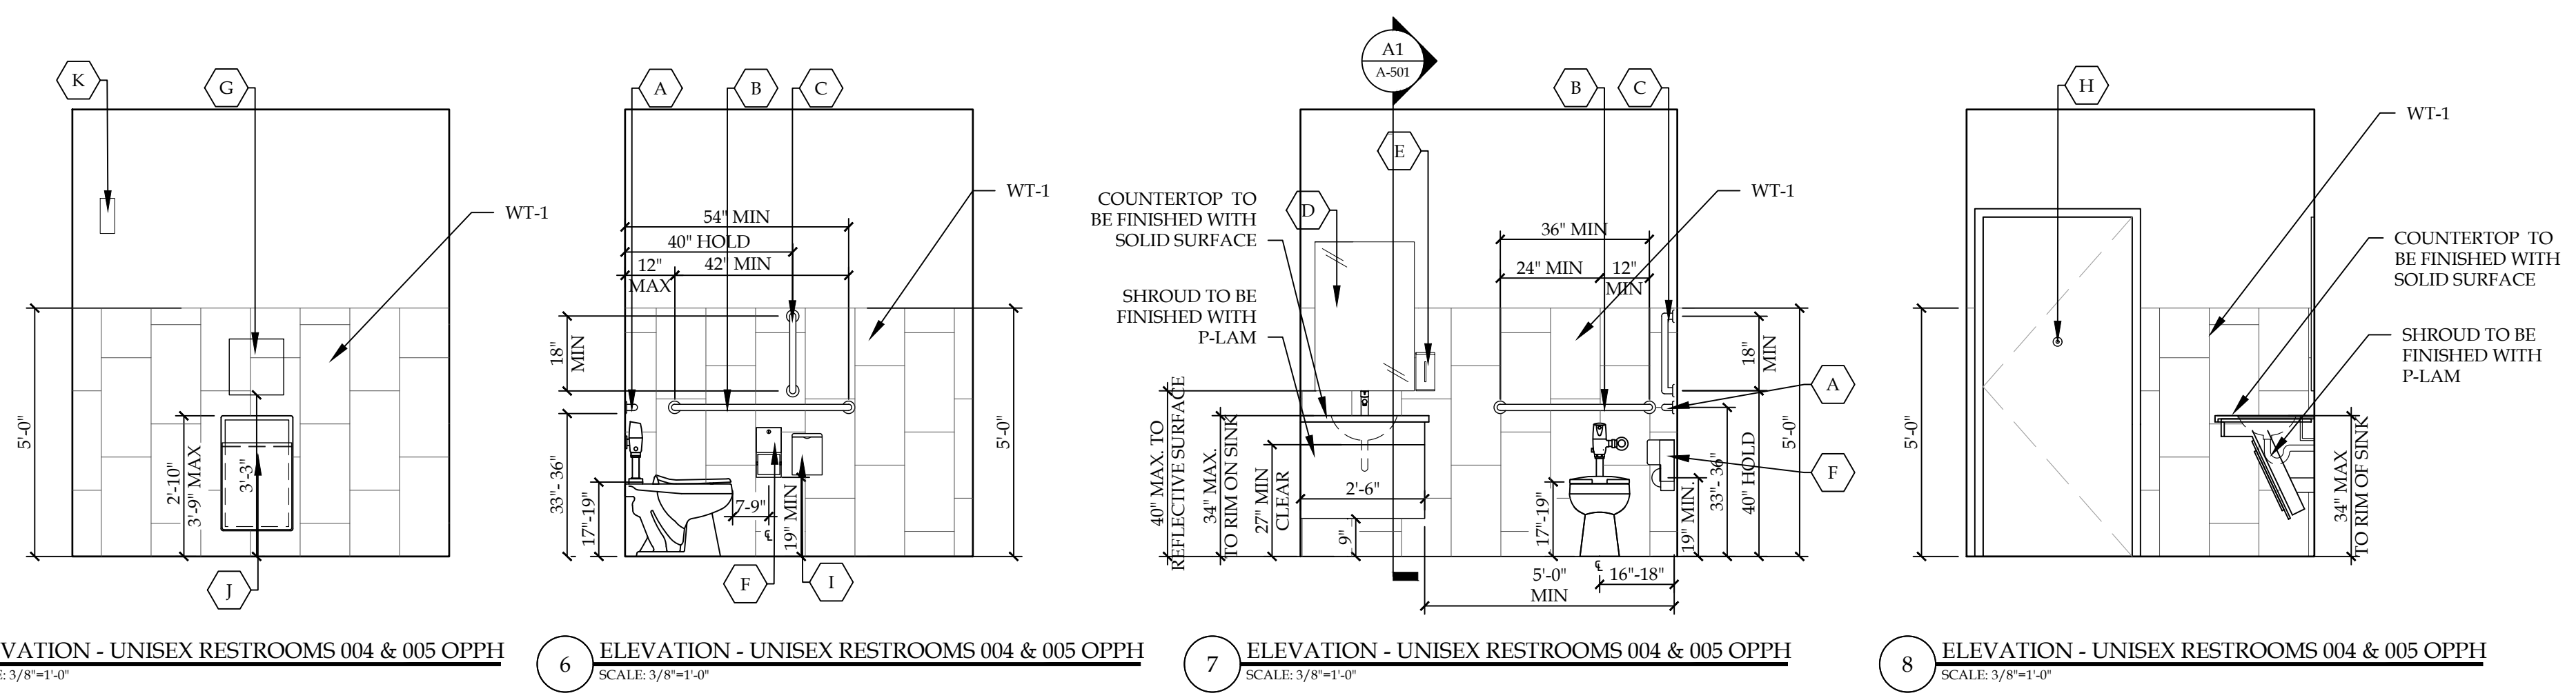 K
G
WT-1
5'-0"
2'-10"
3'-9" MAX
3'-3"
J
VATION - UNISEX RESTROOMS 004 & 005 OPPH
: 3/8"=1'-0"
A
B
C
WT-1
54" MIN
40" HOLD
12"
MAX
42" MIN
18"
MIN
33"- 36"
17"-19"
7-9"
℄
19" MIN
5'-0"
F
I
6
ELEVATION - UNISEX RESTROOMS 004 & 005 OPPH
SCALE: 3/8"=1'-0"
A1
A-501
B
C
E
D
WT-1
COUNTERTOP TO
BE FINISHED WITH
SOLID SURFACE
SHROUD TO BE
FINISHED WITH
P-LAM
36" MIN
24" MIN
12"
MIN
18"
MIN
A
F
40" MAX. TO
REFLECTIVE SURFACE
34" MAX.
TO RIM ON SINK
27" MIN
CLEAR
2'-6"
9"
17"-19"
19" MIN.
33"- 36"
40" HOLD
5'-0"
℄
16"-18"
5'-0"
MIN
7
ELEVATION - UNISEX RESTROOMS 004 & 005 OPPH
SCALE: 3/8"=1'-0"
H
WT-1
COUNTERTOP TO
BE FINISHED WITH
SOLID SURFACE
SHROUD TO BE
FINISHED WITH
P-LAM
5'-0"
34" MAX
TO RIM OF SINK
8
ELEVATION - UNISEX RESTROOMS 004 & 005 OPPH
SCALE: 3/8"=1'-0"